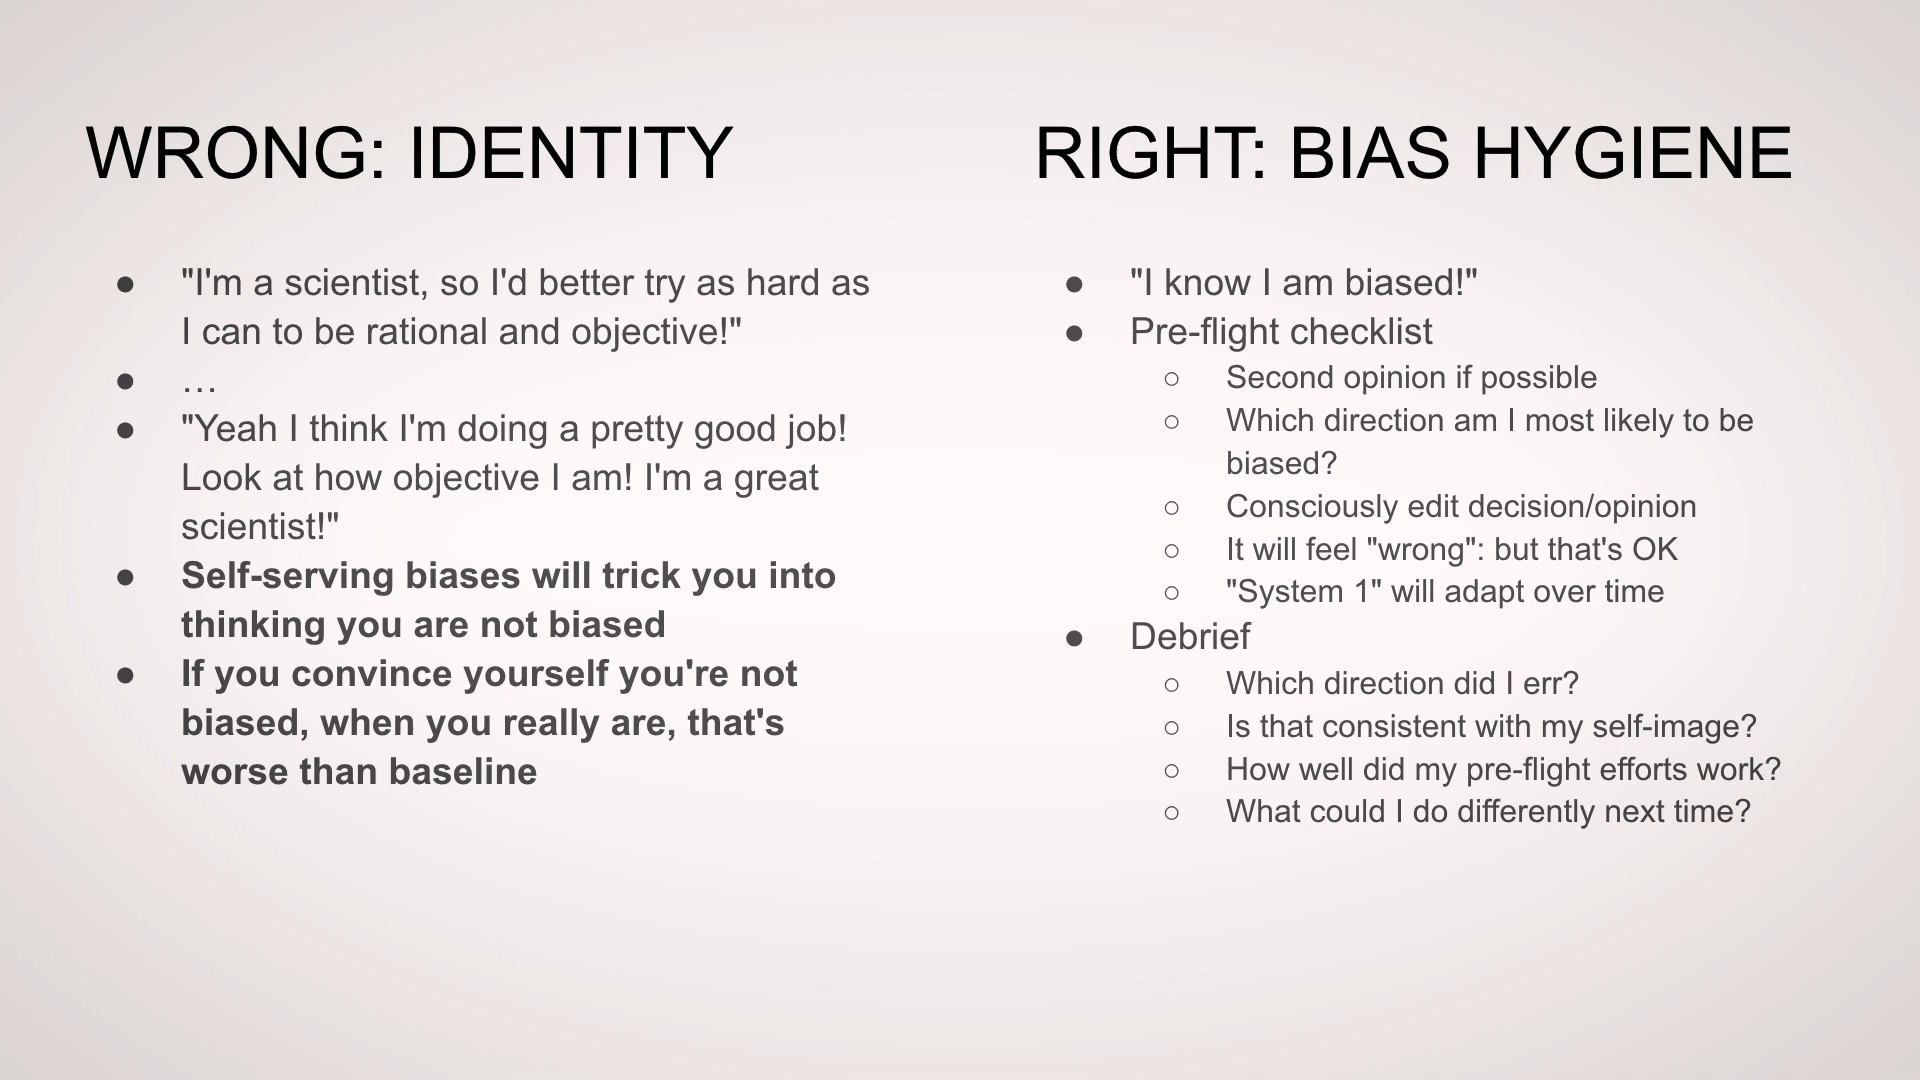 WRONG: IDENTITY
● "I'm a scientist, so I'd better try as hard as
I can to be rational and objective!"
● …
● "Yeah I think I'm doing a pretty good job!
Look at how objective I am! I'm a great
scientist!"
● Self-serving biases will trick you into
thinking you are not biased
● If you convince yourself you're not
biased, when you really are, that's
worse than baseline
RIGHT: BIAS HYGIENE
● "I know I am biased!"
● Pre-flight checklist
○ Second opinion if possible
○ Which direction am I most likely to be
biased?
○ Consciously edit decision/opinion
○ It will feel "wrong": but that's OK
○ "System 1" will adapt over time
● Debrief
○ Which direction did I err?
○ Is that consistent with my self-image?
○ How well did my pre-flight efforts work?
○ What could I do differently next time?